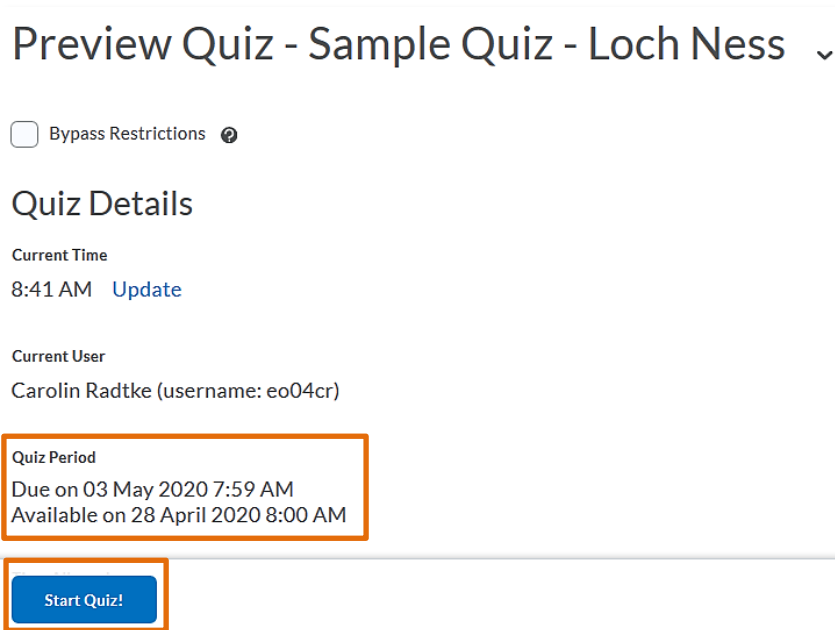 Preview Quiz - Sample Quiz - Loch Ness
Bypass Restrictions
Quiz Details
Current Time
8:41 AM Update
Current User
Carolin Radtke (username: eo04cr)
Quiz Period
Due on 03 May 2020 7:59 AM
Available on 28 April 2020 8:00 AM
Start Quiz!